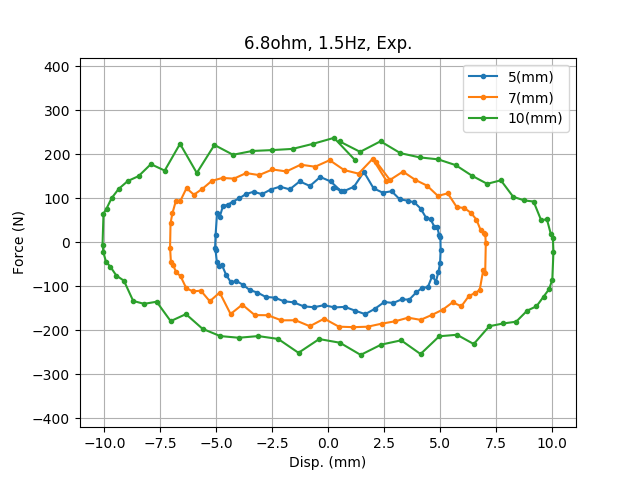 6.8ohm, 1.5Hz, Exp.
5(mm)
7(mm)
10(mm)
Force (N)
400
300
200
100
0
−100
−200
−300
−400
−10.0 −7.5 −5.0 −2.5 0.0 2.5 5.0 7.5 10.0
Disp. (mm)